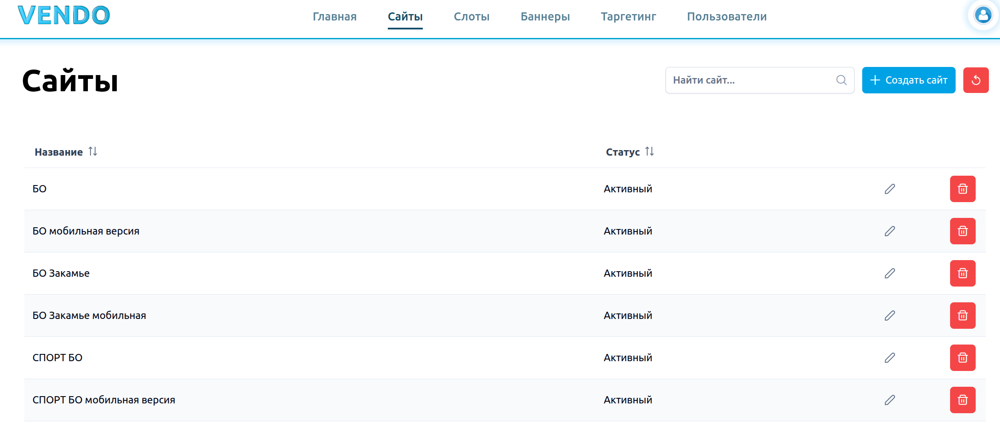 VENDO
Главная Сайты Слоты Баннеры Таргетинг Пользователи
Сайты
Найти сайт...
Создать сайт
Название Статус
БО Активный
БО мобильная версия Активный
БО Закамье Активный
БО Закамье мобильная Активный
СПОРТ БО Активный
СПОРТ БО мобильная версия Активный